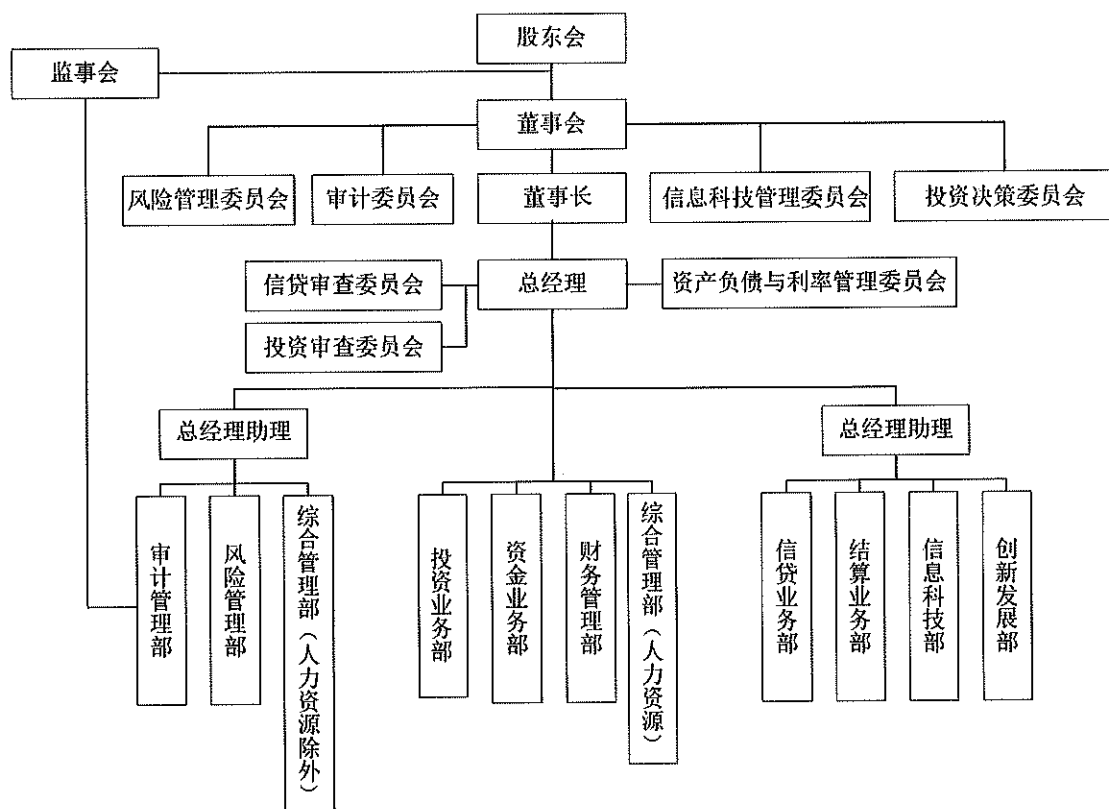 股东会
监事会
董事会
风险管理委员会
审计委员会
董事长
信息科技管理委员会
投资决策委员会
信贷审查委员会
总经理
资产负债与利率管理委员会
投资审查委员会
总经理助理
总经理助理
审计管理部
风险管理部
综合管理部（人力资源除外）
投资业务部
资金业务部
财务管理部
综合管理部（人力资源）
信贷业务部
结算业务部
信息科技部
创新发展部